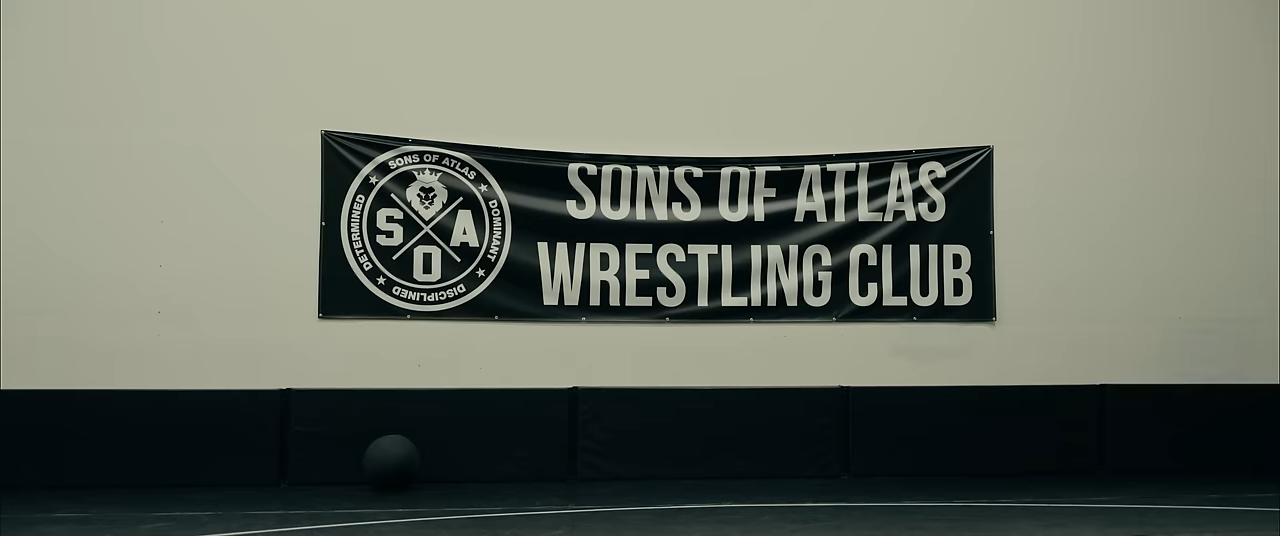 SONS OF ATLAS
DETERMINED
DOMINANT
S A
O
DISCIPLINED
SONS OF ATLAS
WRESTLING CLUB